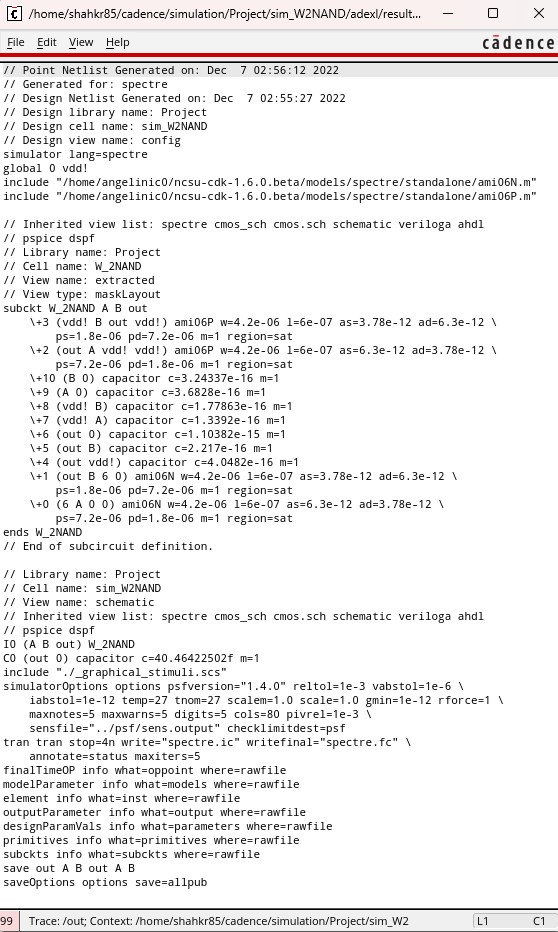 /home/shahkr85/cadence/simulation/Project/sim_W2NAND/adexl/result...
File Edit View Help cādence
// Point Netlist Generated on: Dec  7 02:56:12 2022
// Generated for: spectre
// Design Netlist Generated on: Dec  7 02:55:27 2022
// Design library name: Project
// Design cell name: sim_W2NAND
// Design view name: config
simulator lang=spectre
global 0 vdd!
include "/home/angelinic0/ncsu-cdk-1.6.0.beta/models/spectre/standalone/ami06N.m"
include "/home/angelinic0/ncsu-cdk-1.6.0.beta/models/spectre/standalone/ami06P.m"
// Inherited view list: spectre cmos_sch cmos.sch schematic veriloga ahdl
// pspice dspf
// Library name: Project
// Cell name: W_2NAND
// View name: extracted
// View type: maskLayout
subckt W_2NAND A B out
\+3 (vdd! B out vdd!) ami06P w=4.2e-06 l=6e-07 as=3.78e-12 ad=6.3e-12 \
ps=1.8e-06 pd=7.2e-06 m=1 region=sat
\+2 (out A vdd! vdd!) ami06P w=4.2e-06 l=6e-07 as=6.3e-12 ad=3.78e-12 \
ps=7.2e-06 pd=1.8e-06 m=1 region=sat
\+10 (B 0) capacitor c=3.24337e-16 m=1
\+9 (A 0) capacitor c=3.6828e-16 m=1
\+8 (vdd! B) capacitor c=1.77863e-16 m=1
\+7 (vdd! A) capacitor c=1.3392e-16 m=1
\+6 (out 0) capacitor c=1.10382e-15 m=1
\+5 (out B) capacitor c=2.217e-16 m=1
\+4 (out vdd!) capacitor c=4.0482e-16 m=1
\+1 (out B 6 0) ami06N w=4.2e-06 l=6e-07 as=3.78e-12 ad=6.3e-12 \
ps=1.8e-06 pd=7.2e-06 m=1 region=sat
\+0 (6 A 0 0) ami06N w=4.2e-06 l=6e-07 as=6.3e-12 ad=3.78e-12 \
ps=7.2e-06 pd=1.8e-06 m=1 region=sat
ends W_2NAND
// End of subcircuit definition.
// Library name: Project
// Cell name: sim_W2NAND
// View name: schematic
// Inherited view list: spectre cmos_sch cmos.sch schematic veriloga ahdl
// pspice dspf
I0 (A B out) W_2NAND
C0 (out 0) capacitor c=40.46422502f m=1
include "./_graphical_stimuli.scs"
simulatorOptions options psfversion="1.4.0" reltol=1e-3 vabstol=1e-6 \
iabstol=1e-12 temp=27 tnom=27 scalem=1.0 scale=1.0 gmin=1e-12 rforce=1 \
maxnotes=5 maxwarns=5 digits=5 cols=80 pivrel=1e-3 \
sensfile="../psf/sens.output" checklimitdest=psf
tran tran stop=4n write="spectre.ic" writefinal="spectre.fc" \
annotate=status maxiters=5
finalTimeOP info what=oppoint where=rawfile
modelParameter info what=models where=rawfile
element info what=inst where=rawfile
outputParameter info what=output where=rawfile
designParamVals info what=parameters where=rawfile
primitives info what=primitives where=rawfile
subckts info what=subckts where=rawfile
save out A B out A B
saveOptions options save=allpub
99 Trace: /out; Context: /home/shahkr85/cadence/simulation/Project/sim_W2 L1 C1